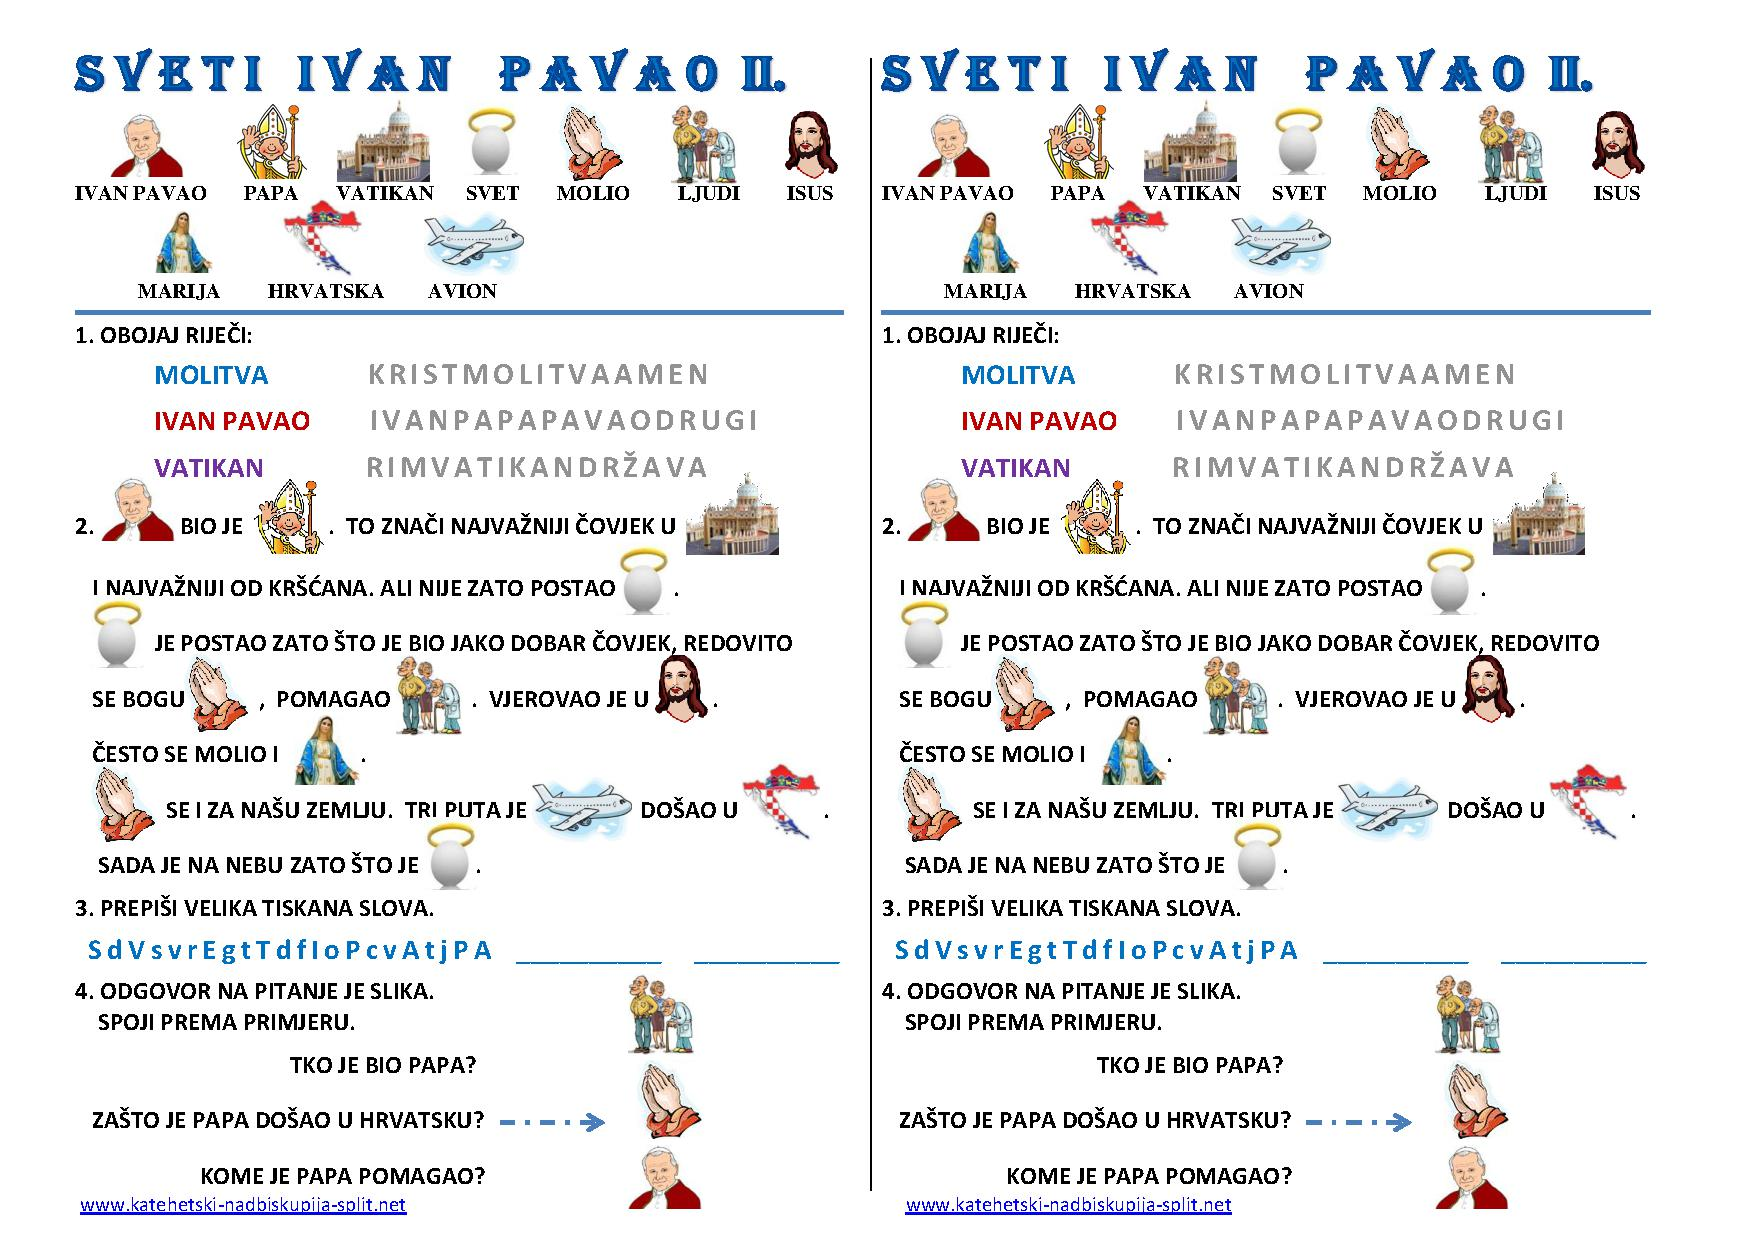 SVETI IVAN PAVAO II.
IVAN PAVAO PAPA VATIKAN SVET MOLIO LJUDI ISUS
MARIJA HRVATSKA AVION
1. OBOJAJ RIJEČI:
MOLITVA KRISTMOLITVAAMEN
IVAN PAVAO IVANPAPAPAVAODRUGI
VATIKAN RIMVATIKANDRŽAVA
2. BIO JE . TO ZNAČI NAJVAŽNIJI ČOVJEK U
I NAJVAŽNIJI OD KRŠĆANA. ALI NIJE ZATO POSTAO .
JE POSTAO ZATO ŠTO JE BIO JAKO DOBAR ČOVJEK, REDOVITO
SE BOGU , POMAGAO . VJEROVAO JE U .
ČESTO SE MOLIO I .
SE I ZA NAŠU ZEMLJU. TRI PUTA JE DOŠAO U .
SADA JE NA NEBU ZATO ŠTO JE .
3. PREPIŠI VELIKA TISKANA SLOVA.
SdVsvrEgtTdfIoPcvAtjPA __________ __________
4. ODGOVOR NA PITANJE JE SLIKA.
SPOJI PREMA PRIMJERU.
TKO JE BIO PAPA?
ZAŠTO JE PAPA DOŠAO U HRVATSKU?
KOME JE PAPA POMAGAO?
www.katehetski-nadbiskupija-split.net
SVETI IVAN PAVAO II.
IVAN PAVAO PAPA VATIKAN SVET MOLIO LJUDI ISUS
MARIJA HRVATSKA AVION
1. OBOJAJ RIJEČI:
MOLITVA KRISTMOLITVAAMEN
IVAN PAVAO IVANPAPAPAVAODRUGI
VATIKAN RIMVATIKANDRŽAVA
2. BIO JE . TO ZNAČI NAJVAŽNIJI ČOVJEK U
I NAJVAŽNIJI OD KRŠĆANA. ALI NIJE ZATO POSTAO .
JE POSTAO ZATO ŠTO JE BIO JAKO DOBAR ČOVJEK, REDOVITO
SE BOGU , POMAGAO . VJEROVAO JE U .
ČESTO SE MOLIO I .
SE I ZA NAŠU ZEMLJU. TRI PUTA JE DOŠAO U .
SADA JE NA NEBU ZATO ŠTO JE .
3. PREPIŠI VELIKA TISKANA SLOVA.
SdVsvrEgtTdfIoPcvAtjPA __________ __________
4. ODGOVOR NA PITANJE JE SLIKA.
SPOJI PREMA PRIMJERU.
TKO JE BIO PAPA?
ZAŠTO JE PAPA DOŠAO U HRVATSKU?
KOME JE PAPA POMAGAO?
www.katehetski-nadbiskupija-split.net